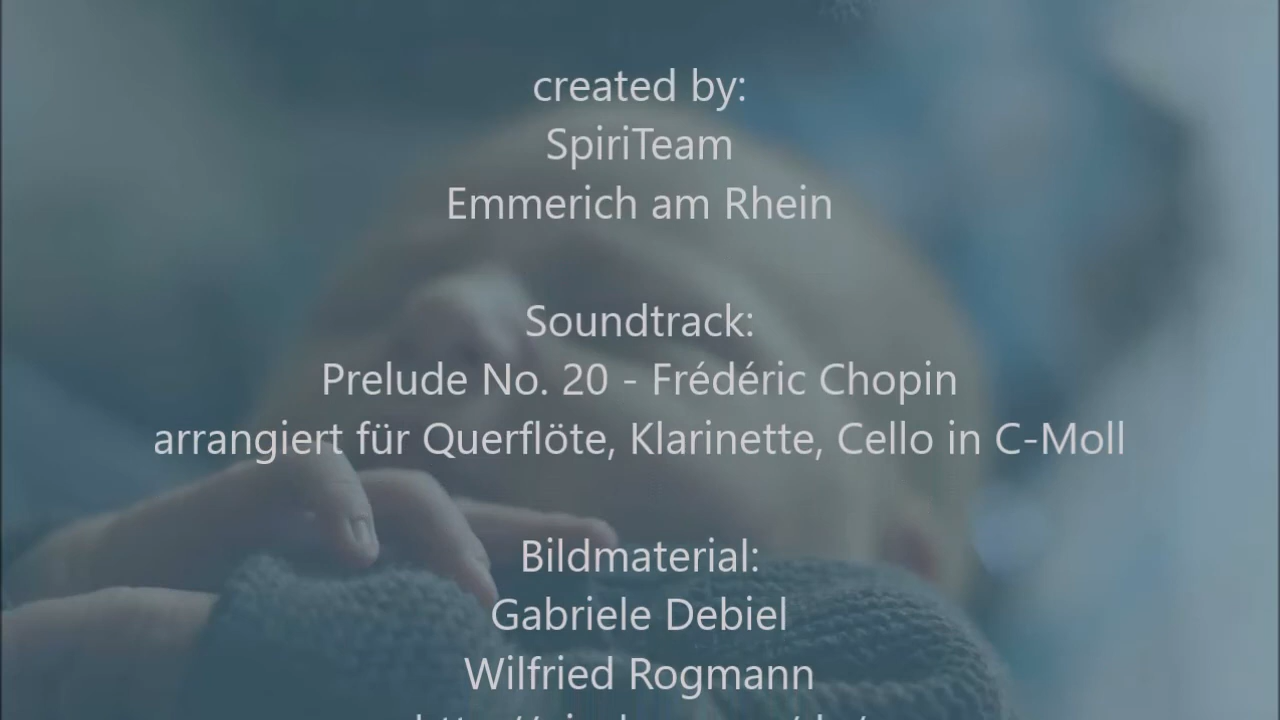 created by:
SpiriTeam
Emmerich am Rhein
Soundtrack:
Prelude No. 20 - Frédéric Chopin
arrangiert für Querflöte, Klarinette, Cello in C-Moll
Bildmaterial:
Gabriele Debiel
Wilfried Rogmann